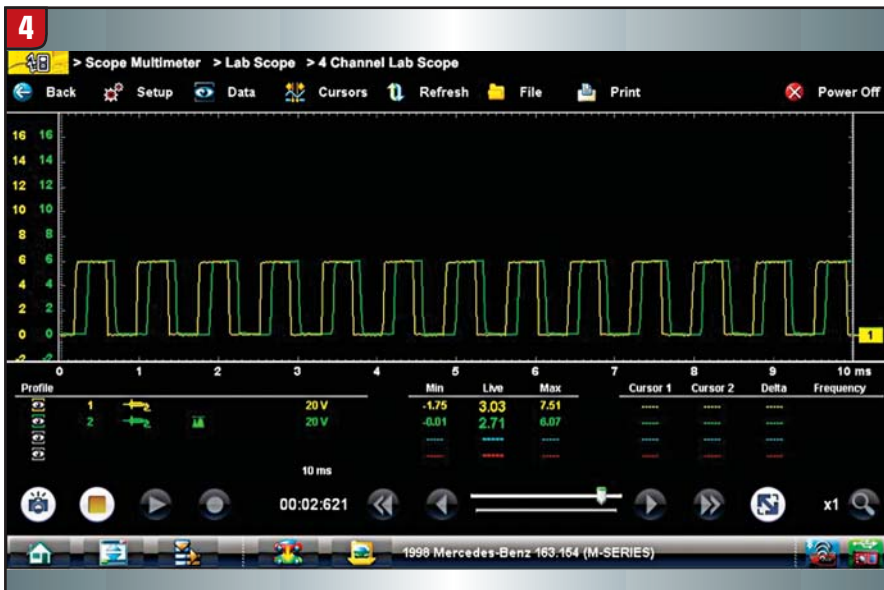 4
> Scope Multimeter > Lab Scope > 4 Channel Lab Scope
Back Setup Data Cursors Refresh File Print Power Off
16 16
14 14
12 12
10 10
8 8
6 6
4 4
2 2
0 0
-2 -2
1
0 1 2 3 4 5 6 7 8 9 10 ms
Profile Min Live Max Cursor 1 Cursor 2 Delta Frequency
1 20 V -1.75 3.03 7.51 ----- ----- -----
2 20 V -0.01 2.71 6.07 ----- ----- -----
----- ----- -----
----- ----- -----
10 ms
00:02:621 x1
1998 Mercedes-Benz 163.154 (M-SERIES)